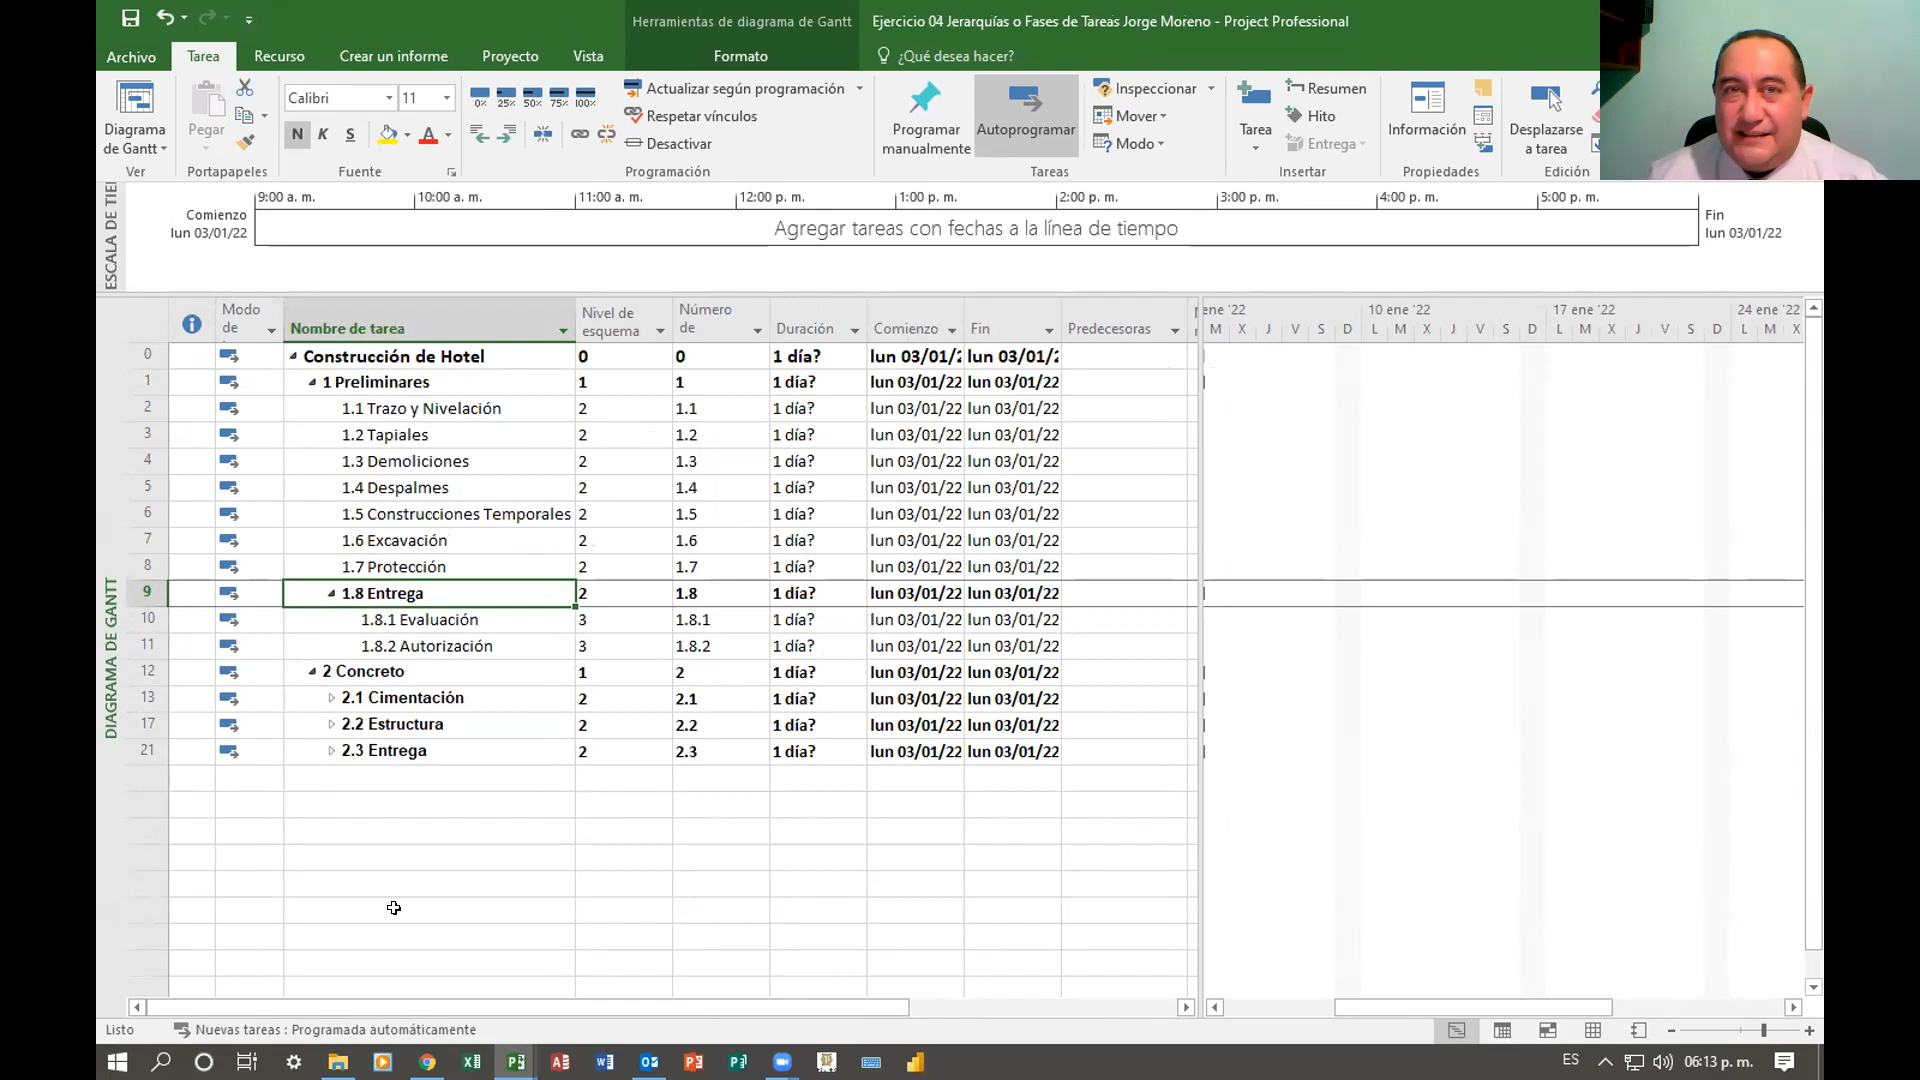 Herramientas de diagrama de Gantt
Ejercicio 04 Jerarquías o Fases de Tareas Jorge Moreno - Project Professional
Archivo
Tarea
Recurso
Crear un informe
Proyecto
Vista
Formato
¿Qué desea hacer?
Diagrama
de Gantt
Ver
Pegar
Portapapeles
Calibri
11
N K S
A
Fuente
0% 25% 50% 75% 100%
Actualizar según programación
Respetar vínculos
Desactivar
Programación
Programar
manualmente
Autoprogramar
Inspeccionar
Mover
Modo
Tareas
Tarea
Resumen
Hito
Entrega
Insertar
Información
Propiedades
Desplazarse
a tarea
Edición
ESCALA DE TIE
9:00 a. m. 10:00 a. m. 11:00 a. m. 12:00 p. m. 1:00 p. m. 2:00 p. m. 3:00 p. m. 4:00 p. m. 5:00 p. m.
Comienzo
lun 03/01/22
Agregar tareas con fechas a la línea de tiempo
Fin
lun 03/01/22
DIAGRAMA DE GANTT
Modo
de
Nombre de tarea
Nivel de
esquema
Número
de
Duración
Comienzo
Fin
Predecesoras
ene '22 10 ene '22 17 ene '22 24 ene '22
M X J V S D L M X J V S D L M X J V S D L M X
0 Construcción de Hotel 0 0 1 día? lun 03/01/2 lun 03/01/2
1 1 Preliminares 1 1 1 día? lun 03/01/22 lun 03/01/22
2 1.1 Trazo y Nivelación 2 1.1 1 día? lun 03/01/22 lun 03/01/22
3 1.2 Tapiales 2 1.2 1 día? lun 03/01/22 lun 03/01/22
4 1.3 Demoliciones 2 1.3 1 día? lun 03/01/22 lun 03/01/22
5 1.4 Despalmes 2 1.4 1 día? lun 03/01/22 lun 03/01/22
6 1.5 Construcciones Temporales 2 1.5 1 día? lun 03/01/22 lun 03/01/22
7 1.6 Excavación 2 1.6 1 día? lun 03/01/22 lun 03/01/22
8 1.7 Protección 2 1.7 1 día? lun 03/01/22 lun 03/01/22
9 1.8 Entrega 2 1.8 1 día? lun 03/01/22 lun 03/01/22
10 1.8.1 Evaluación 3 1.8.1 1 día? lun 03/01/22 lun 03/01/22
11 1.8.2 Autorización 3 1.8.2 1 día? lun 03/01/22 lun 03/01/22
12 2 Concreto 1 2 1 día? lun 03/01/22 lun 03/01/22
13 2.1 Cimentación 2 2.1 1 día? lun 03/01/22 lun 03/01/22
17 2.2 Estructura 2 2.2 1 día? lun 03/01/22 lun 03/01/22
21 2.3 Entrega 2 2.3 1 día? lun 03/01/22 lun 03/01/22
Listo
Nuevas tareas : Programada automáticamente
ES
06:13 p. m.